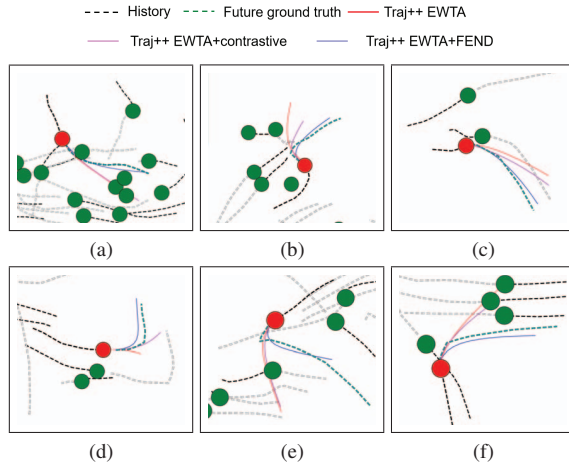 History Future ground truth Traj++ EWTA
Traj++ EWTA+contrastive Traj++ EWTA+FEND
(a) (b) (c)
(d) (e) (f)